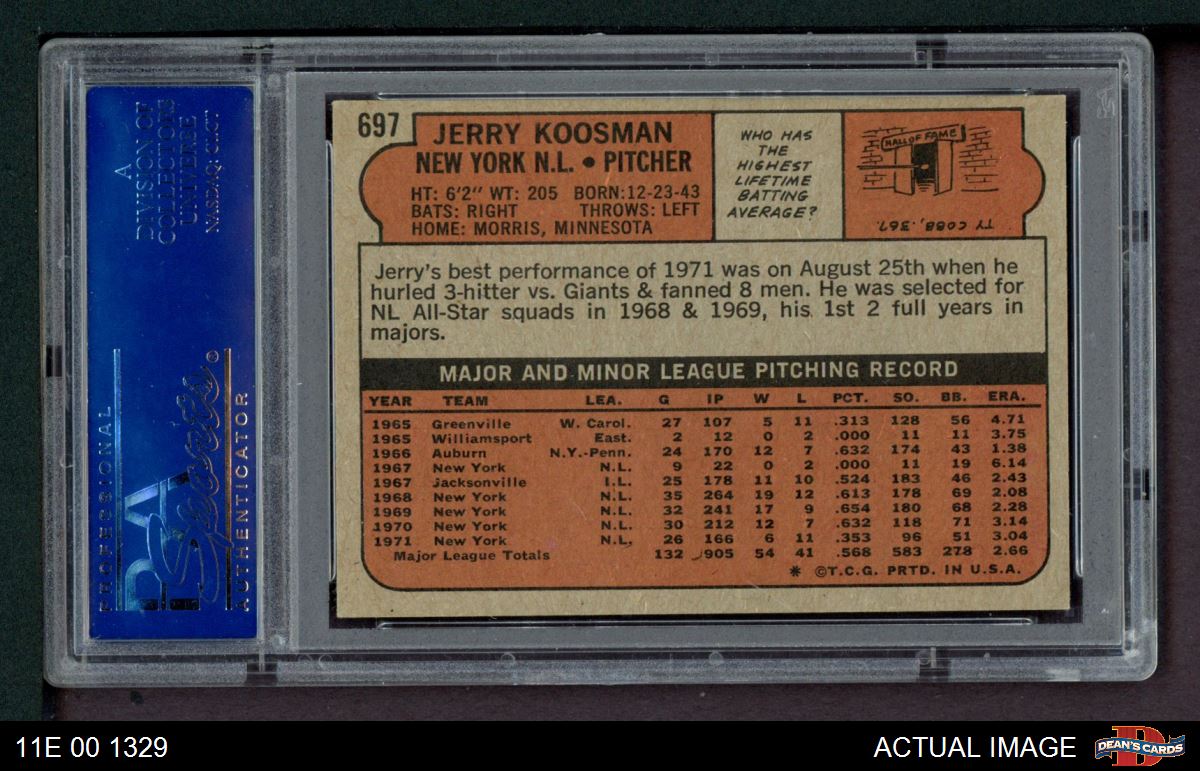 A
DIVISION OF
COLLECTORS
UNIVERSE
NASDAQ: CLCT
PROFESSIONAL
PSA
Sports®
AUTHENTICATOR
697 JERRY KOOSMAN
NEW YORK N.L. • PITCHER
HT: 6'2" WT: 205 BORN:12-23-43
BATS: RIGHT THROWS: LEFT
HOME: MORRIS, MINNESOTA
WHO HAS
THE
HIGHEST
LIFETIME
BATTING
AVERAGE?
HALL OF FAME
TY COBB, .367.
Jerry's best performance of 1971 was on August 25th when he
hurled 3-hitter vs. Giants & fanned 8 men. He was selected for
NL All-Star squads in 1968 & 1969, his 1st 2 full years in
majors.
MAJOR AND MINOR LEAGUE PITCHING RECORD
YEAR TEAM LEA. G IP W L PCT. SO. BB. ERA.
1965 Greenville W. Carol. 27 107 5 11 .313 128 56 4.71
1965 Williamsport East. 2 12 0 2 .000 11 11 3.75
1966 Auburn N.Y.-Penn. 24 170 12 7 .632 174 43 1.38
1967 New York N.L. 9 22 0 2 .000 11 19 6.14
1967 Jacksonville I.L. 25 178 11 10 .524 183 46 2.43
1968 New York N.L. 35 264 19 12 .613 178 69 2.08
1969 New York N.L. 32 241 17 9 .654 180 68 2.28
1970 New York N.L. 30 212 12 7 .632 118 71 3.14
1971 New York N.L. 26 166 6 11 .353 96 51 3.04
Major League Totals 132 905 54 41 .568 583 278 2.66
* ©T.C.G. PRTD. IN U.S.A.
11E 00 1329
ACTUAL IMAGE
DEAN'S CARDS